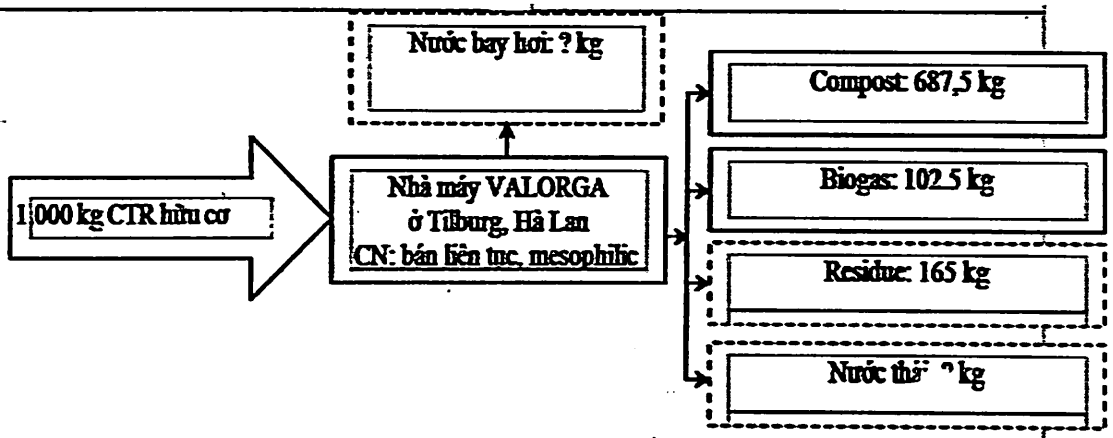 Nước bay hơi: ? kg
Compost: 687,5 kg
1 000 kg CTR hữu cơ
Nhà máy VALORGA
ở Tilburg, Hà Lan
CN: bán liên tục, mesophilic
Biogas: 102.5 kg
Residue: 165 kg
Nước thải ? kg